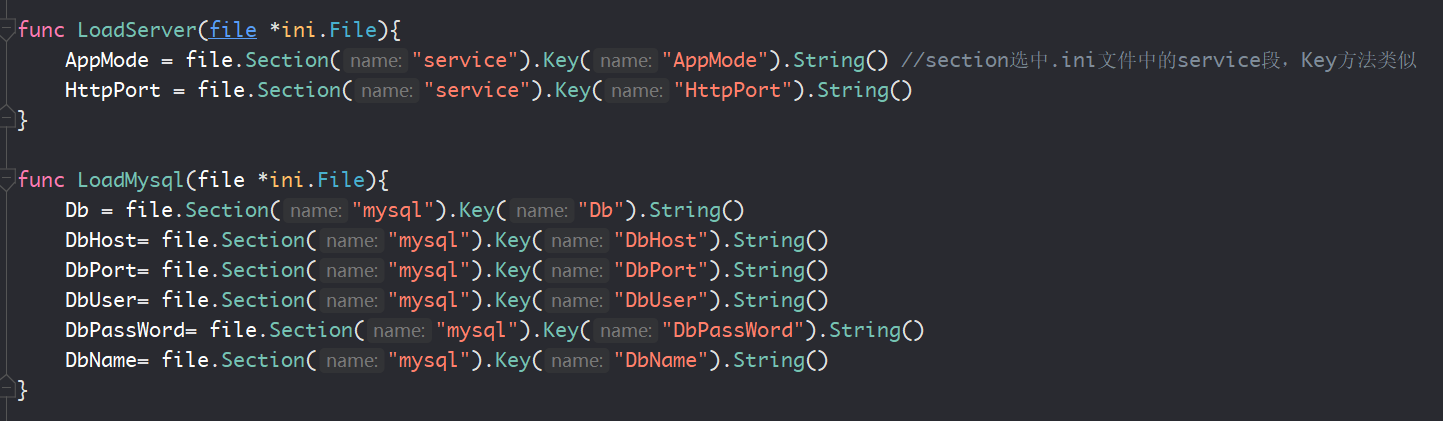 func LoadServer(file *ini.File){
    AppMode = file.Section( name: "service").Key( name: "AppMode").String() //section选中.ini文件中的service段，Key方法类似
    HttpPort = file.Section( name: "service").Key( name: "HttpPort").String()
}
func LoadMysql(file *ini.File){
    Db = file.Section( name: "mysql").Key( name: "Db").String()
    DbHost= file.Section( name: "mysql").Key( name: "DbHost").String()
    DbPort= file.Section( name: "mysql").Key( name: "DbPort").String()
    DbUser= file.Section( name: "mysql").Key( name: "DbUser").String()
    DbPassWord= file.Section( name: "mysql").Key( name: "DbPassWord").String()
    DbName= file.Section( name: "mysql").Key( name: "DbName").String()
}